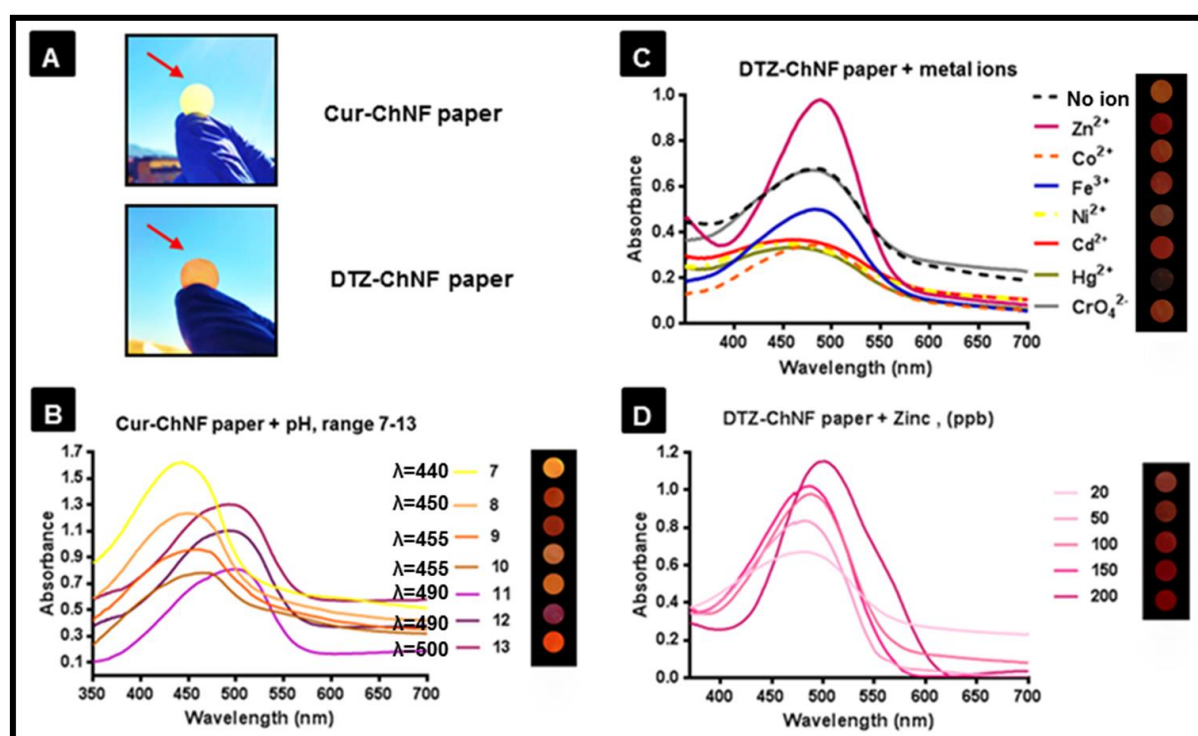 A
Cur-ChNF paper
DTZ-ChNF paper
B
Cur-ChNF paper + pH, range 7-13
Absorbance
1.7
1.5
1.3
1.1
0.9
0.7
0.5
0.3
0.1
350 400 450 500 550 600 650 700
Wavelength (nm)
λ=440 7
λ=450 8
λ=455 9
λ=455 10
λ=490 11
λ=490 12
λ=500 13
C
DTZ-ChNF paper + metal ions
Absorbance
1.0
0.8
0.6
0.4
0.2
0.0
400 450 500 550 600 650 700
Wavelength (nm)
No ion
Zn²⁺
Co²⁺
Fe³⁺
Ni²⁺
Cd²⁺
Hg²⁺
CrO₄²⁻
D
DTZ-ChNF paper + Zinc , (ppb)
Absorbance
1.2
1.0
0.8
0.6
0.4
0.2
0.0
400 450 500 550 600 650 700
Wavelength (nm)
20
50
100
150
200